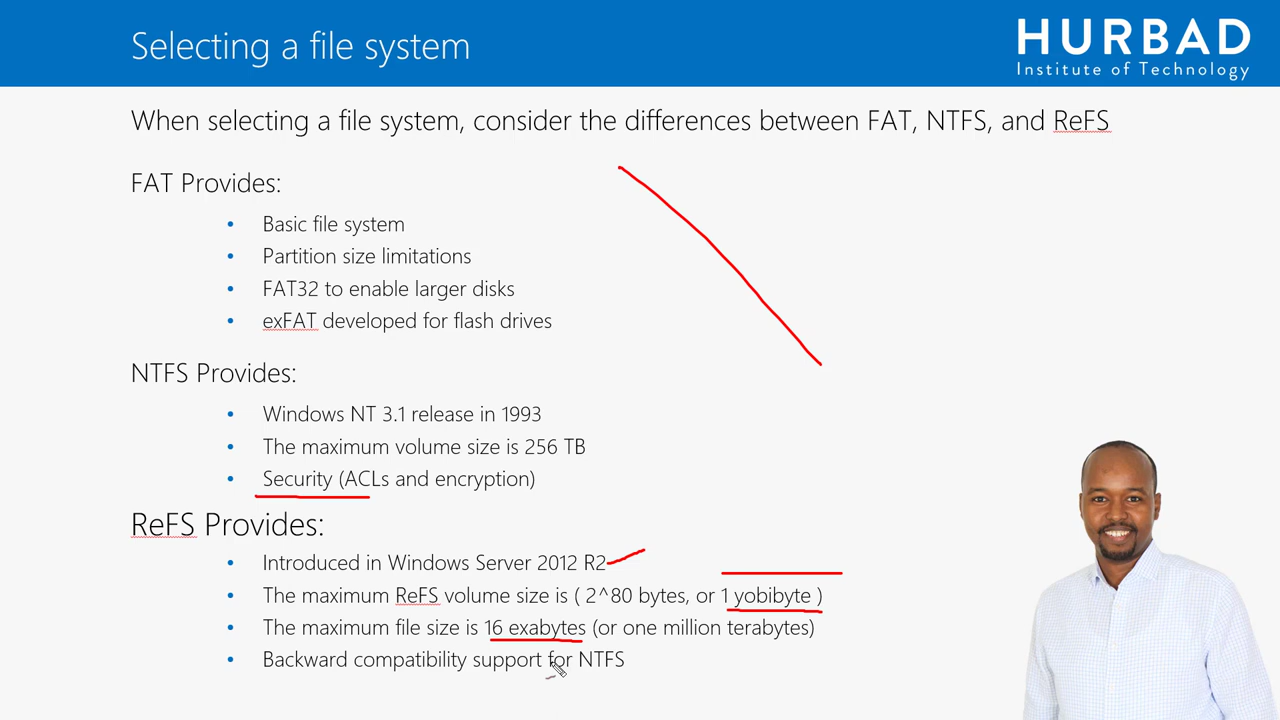 Selecting a file system
HURBAD
Institute of Technology
When selecting a file system, consider the differences between FAT, NTFS, and ReFS
FAT Provides:
• Basic file system
• Partition size limitations
• FAT32 to enable larger disks
• exFAT developed for flash drives
NTFS Provides:
• Windows NT 3.1 release in 1993
• The maximum volume size is 256 TB
• Security (ACLs and encryption)
ReFS Provides:
• Introduced in Windows Server 2012 R2
• The maximum ReFS volume size is ( 2^80 bytes, or 1 yobibyte )
• The maximum file size is 16 exabytes (or one million terabytes)
• Backward compatibility support for NTFS